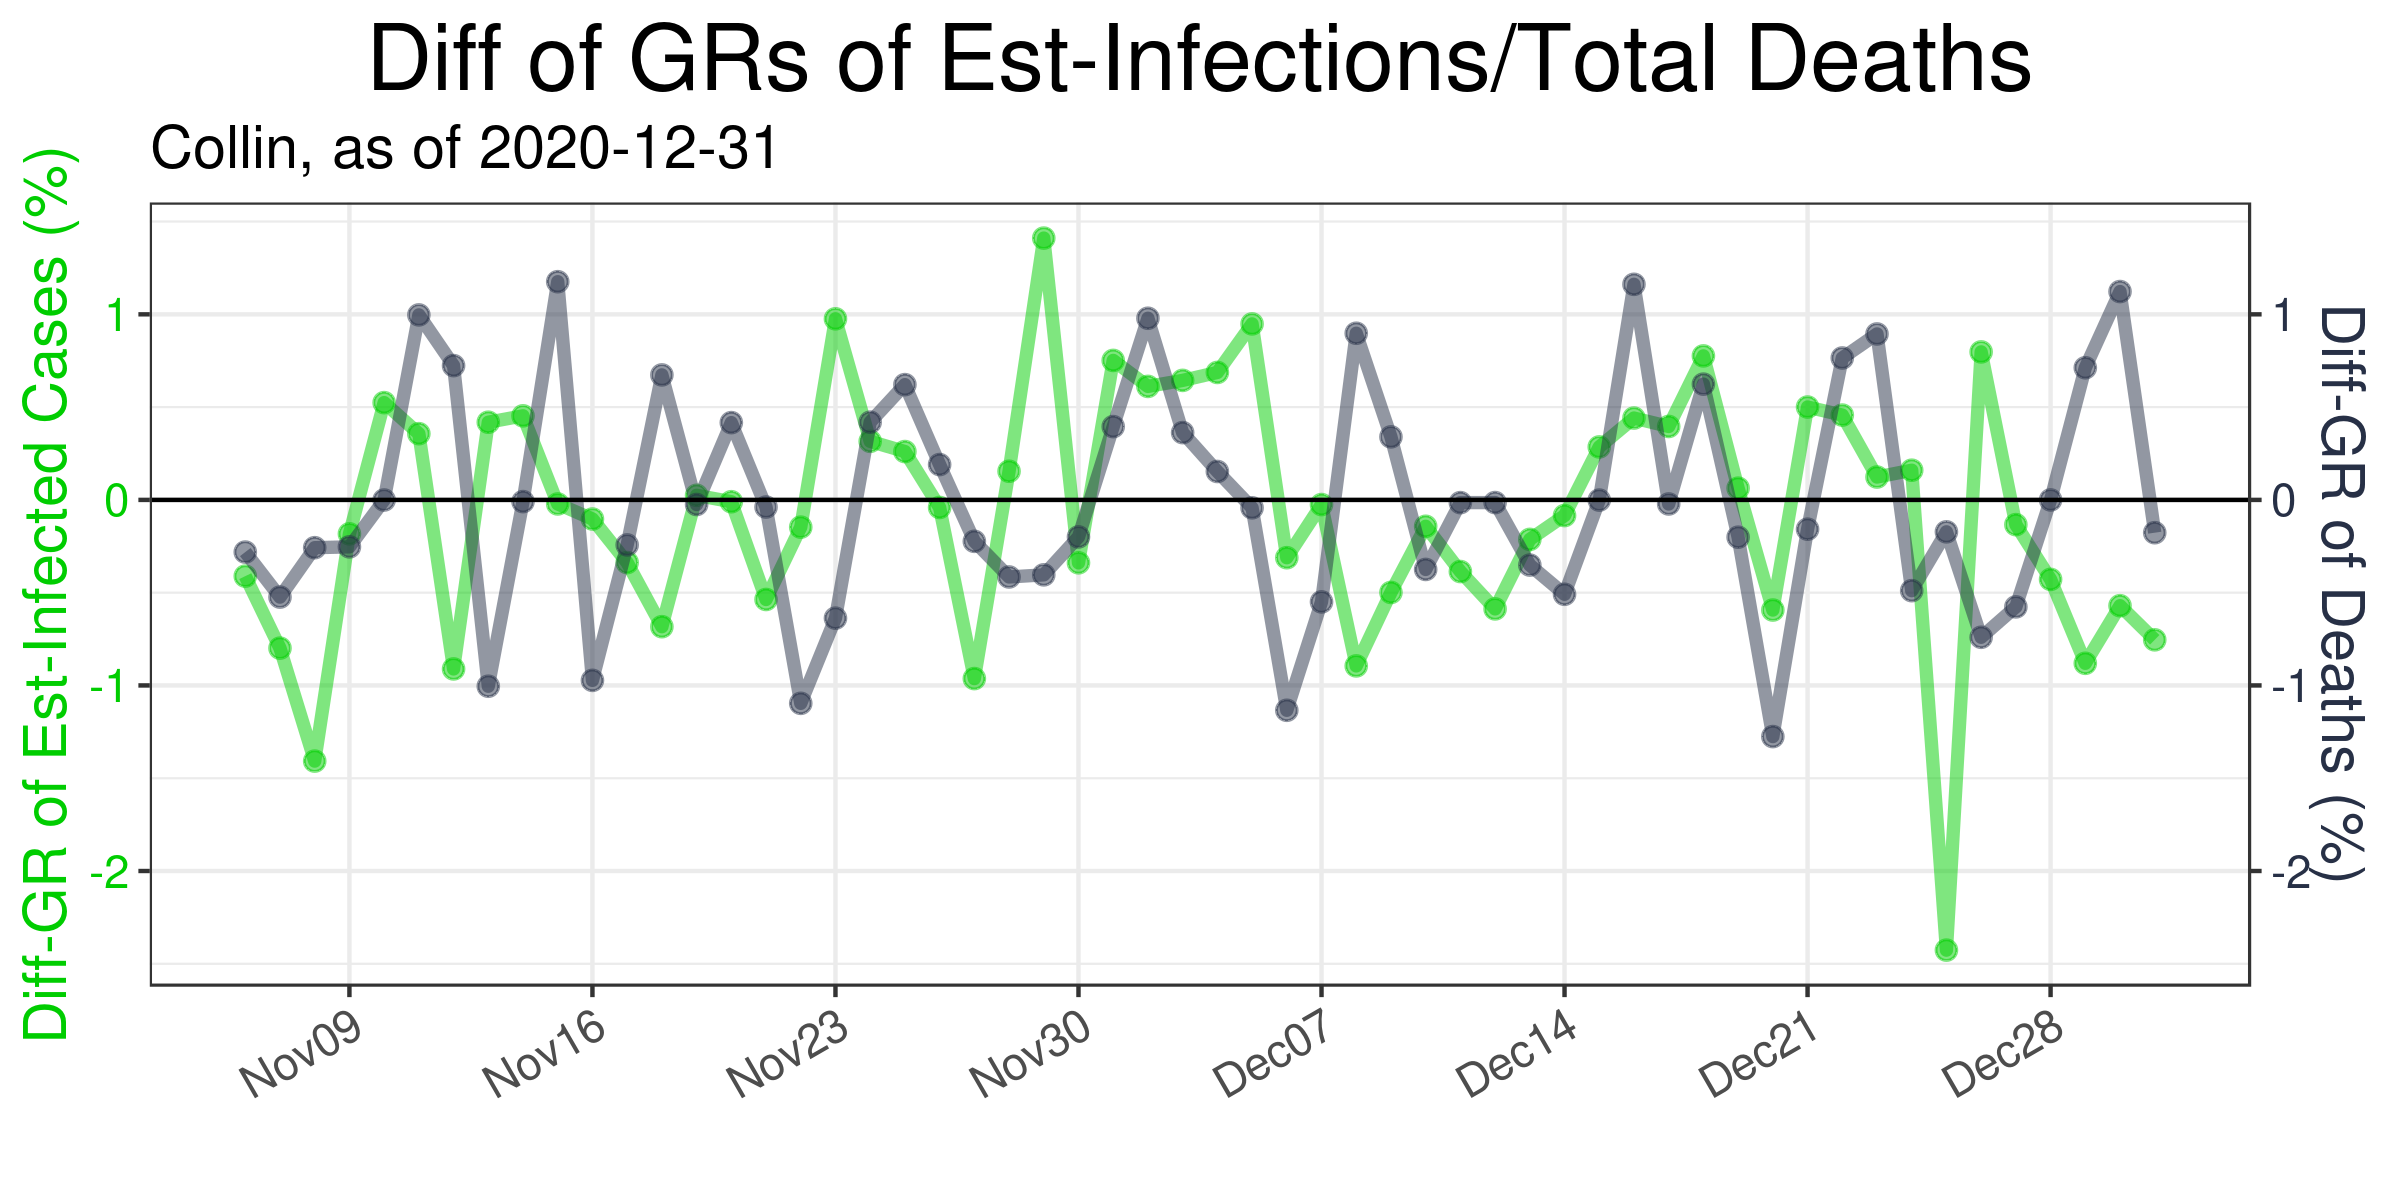 Diff of GRs of Est-Infections/Total Deaths
Collin, as of 2020-12-31
Diff-GR of Est-Infected Cases (%)
1
0
-1
-2
1
0
-1
-2
Diff-GR of Deaths (%)
Nov09
Nov16
Nov23
Nov30
Dec07
Dec14
Dec21
Dec28